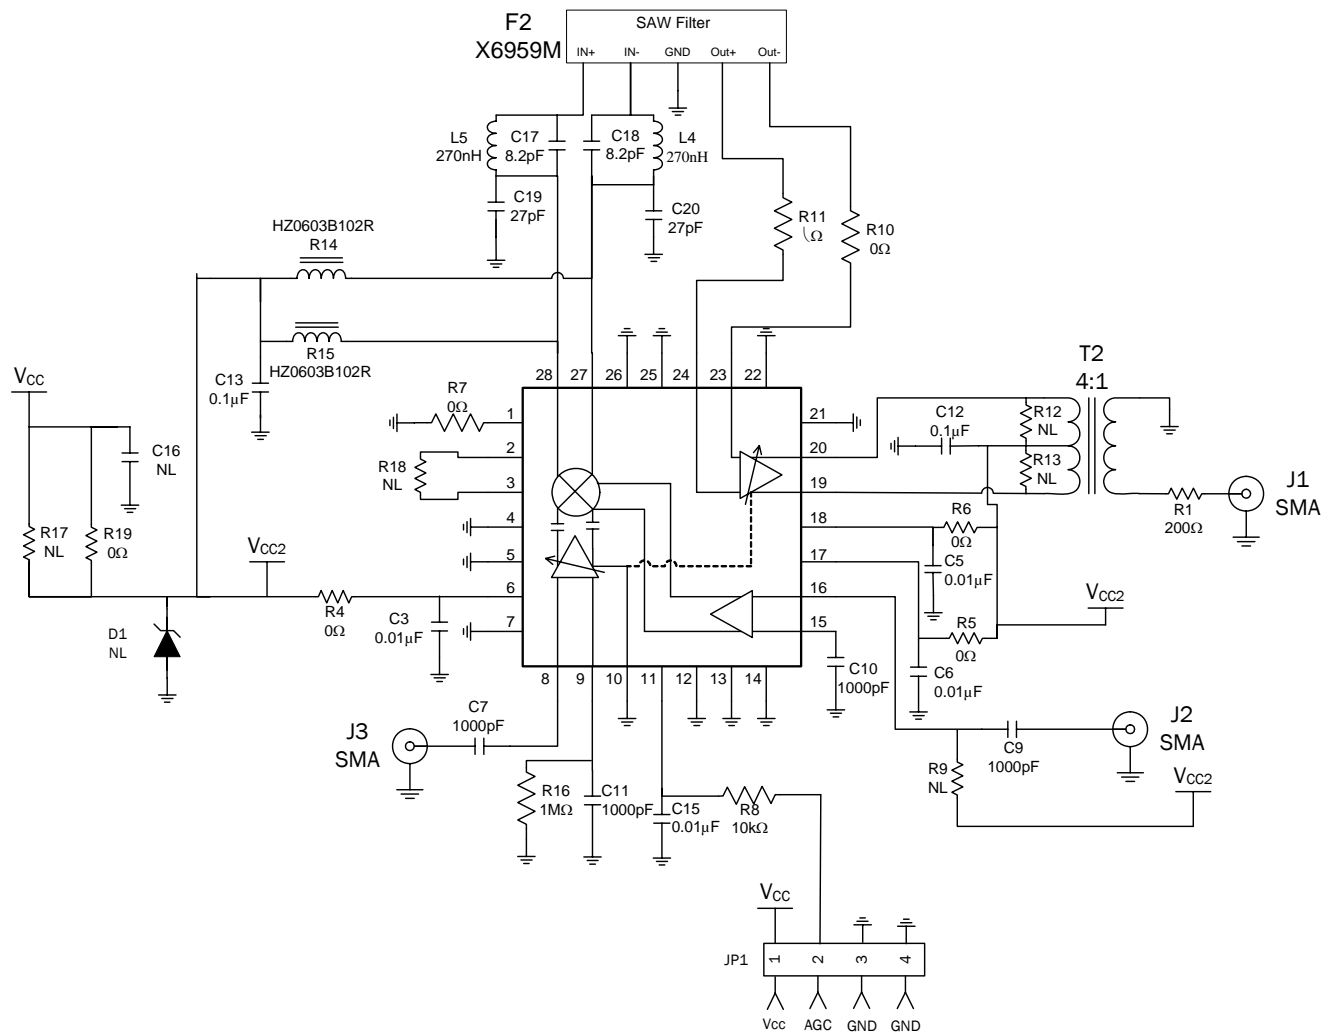 F2
X6959M
SAW Filter
IN+
IN-
GND
Out+
Out-
L5
270nH
C17
8.2pF
C18
8.2pF
L4
270nH
C19
27pF
C20
27pF
R11
Ω
R10
0Ω
HZ0603B102R
R14
R15
HZ0603B102R
C13
0.1µF
VCC
C16
NL
R17
NL
R19
0Ω
VCC2
D1
NL
R4
0Ω
C3
0.01µF
R7
0Ω
R18
NL
28
27
26
25
24
23
22
1
2
3
4
5
6
7
21
20
19
18
17
16
15
8
9
10
11
12
13
14
C12
0.1µF
R12
NL
R13
NL
T2
4:1
J1
SMA
R1
200Ω
R6
0Ω
C5
0.01µF
R5
0Ω
VCC2
C6
0.01µF
C10
1000pF
J3
SMA
C7
1000pF
R16
1MΩ
C11
1000pF
C15
0.01µF
R8
10kΩ
R9
NL
C9
1000pF
J2
SMA
VCC2
VCC
JP1
1
2
3
4
Vcc
AGC
GND
GND